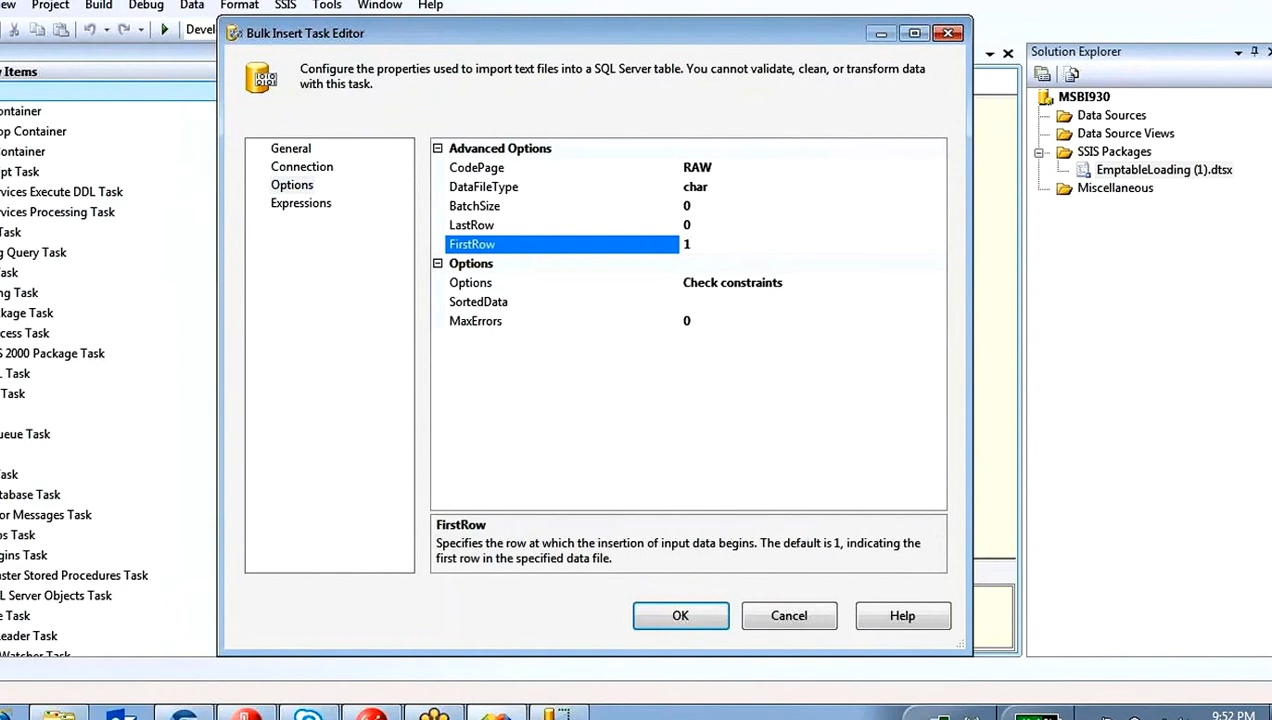 ew Project Build Debug Data Format SSIS Tools Window Help
Devel
Bulk Insert Task Editor
Configure the properties used to import text files into a SQL Server table. You cannot validate, clean, or transform data
with this task.
General
Connection
Options
Expressions
Advanced Options
CodePage RAW
DataFileType char
BatchSize 0
LastRow 0
FirstRow 1
Options
Options Check constraints
SortedData
MaxErrors 0
FirstRow
Specifies the row at which the insertion of input data begins. The default is 1, indicating the
first row in the specified data file.
OK Cancel Help
Items
ontainer
op Container
ontainer
pt Task
ervices Execute DDL Task
rvices Processing Task
Task
g Query Task
ask
ng Task
ckage Task
cess Task
S 2000 Package Task
L Task
Task
ueue Task
ask
tabase Task
or Messages Task
ps Task
gins Task
aster Stored Procedures Task
L Server Objects Task
e Task
eader Task
Watcher Task
Solution Explorer
MSBI930
Data Sources
Data Source Views
SSIS Packages
EmptableLoading (1).dtsx
Miscellaneous
9:52 PM